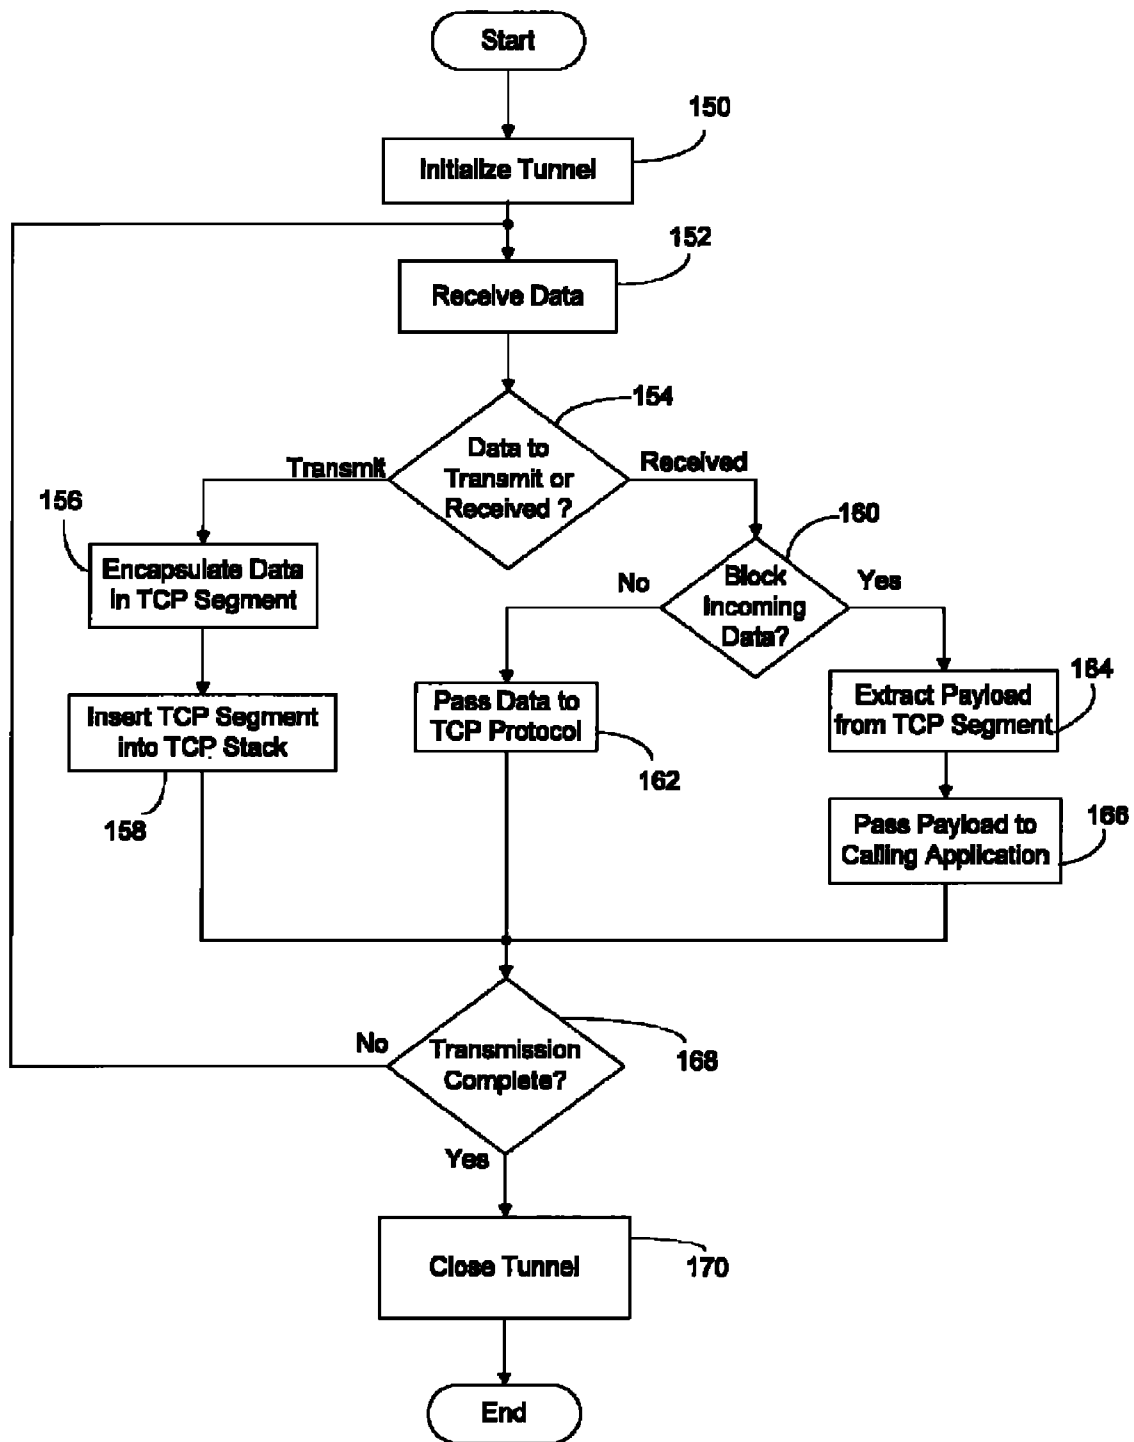 Start
150
Initialize Tunnel
152
Receive Data
154
Data to
Transmit or
Received ?
Transmit
Received
156
Encapsulate Data
in TCP Segment
160
Block
Incoming
Data?
No
Yes
Insert TCP Segment
into TCP Stack
158
Pass Data to
TCP Protocol
162
164
Extract Payload
from TCP Segment
166
Pass Payload to
Calling Application
Transmission
Complete?
168
No
Yes
Close Tunnel
170
End